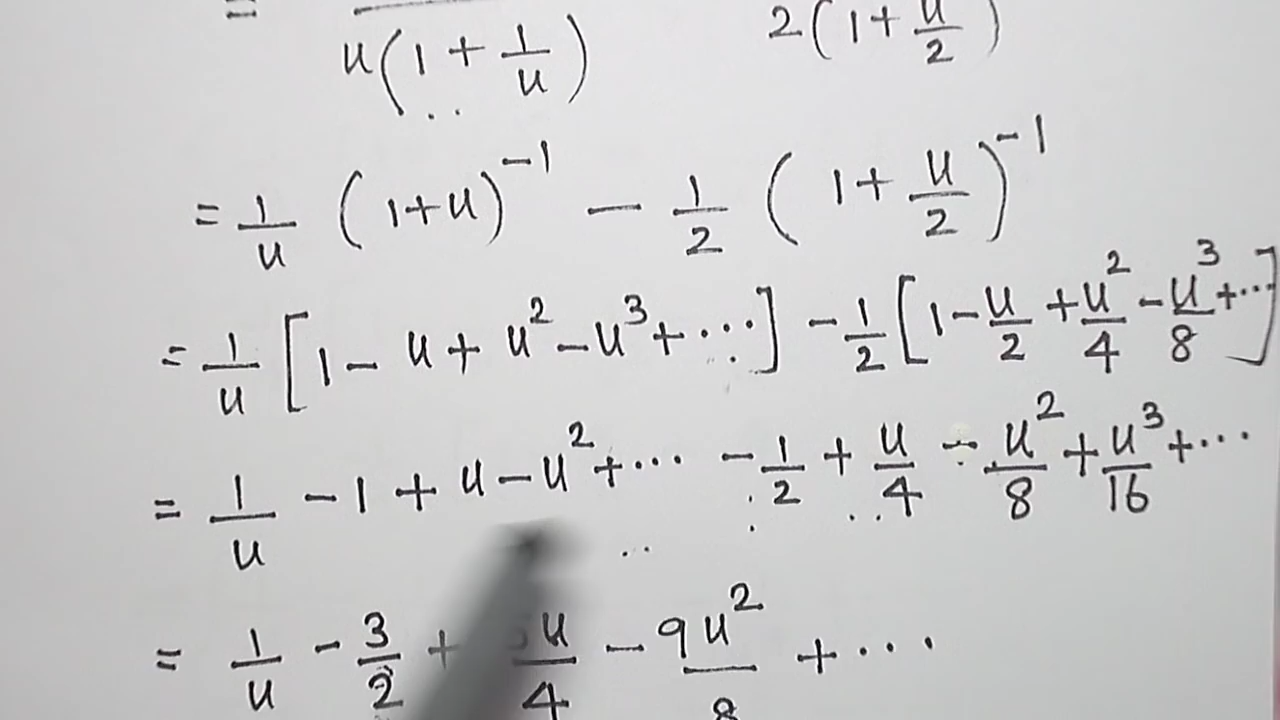 = u(1 + 1/u) 2(1 + u/2)
= 1/u (1+u)^-1 - 1/2 (1 + u/2)^-1
= 1/u [1 - u + u^2 - u^3 + ...] - 1/2 [1 - u/2 + u^2/4 - u^3/8 + ...]
= 1/u - 1 + u - u^2 + ... - 1/2 + u/4 - u^2/8 + u^3/16 + ...
= 1/u - 3/2 + u/4 - 9u^2/8 + ...